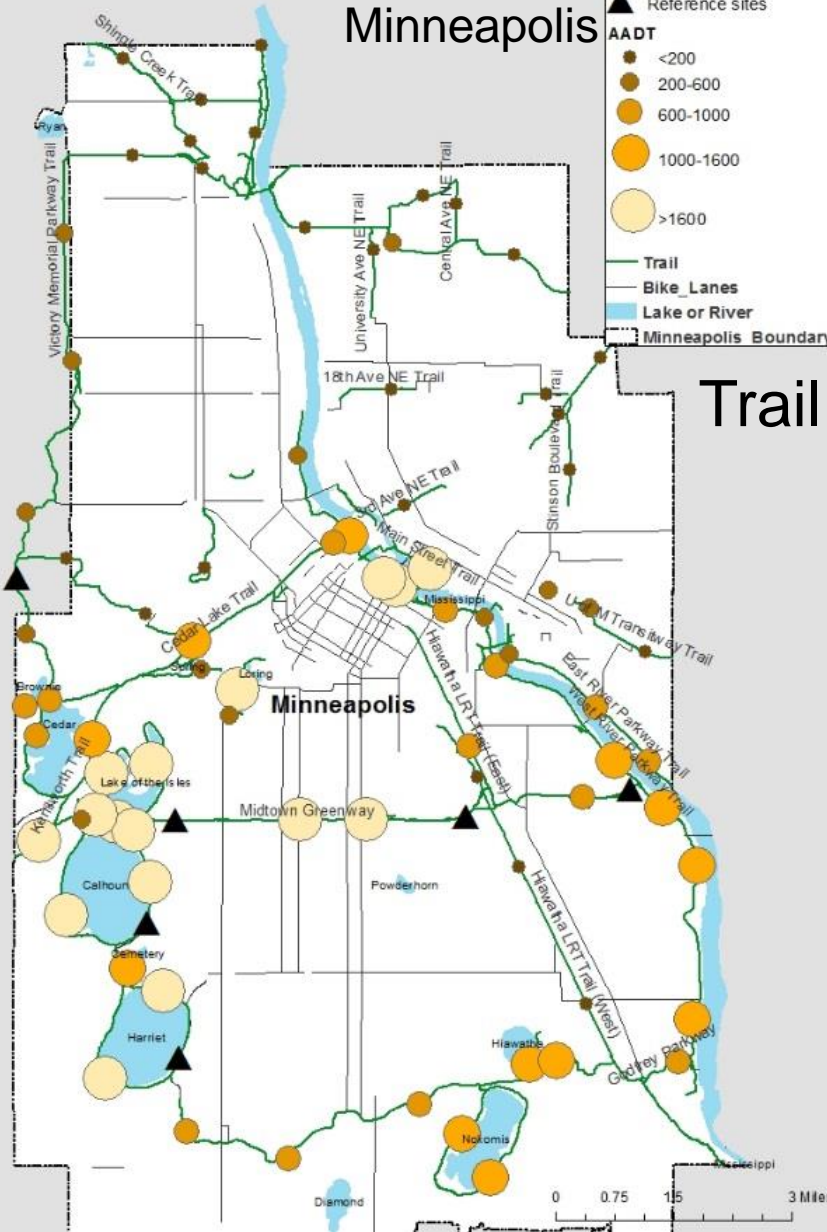 Minneapolis
Reference sites
AADT
<200
200-600
600-1000
1000-1600
>1600
Trail
Bike_Lanes
Lake or River
Minneapolis Boundary
Trail
Shingle Creek Trail
Ryan
Victory Memorial Parkway Trail
University Ave NE Trail
Central Ave NE Trail
18th Ave NE Trail
Stinson Boulevard Trail
3rd Ave NE Trail
Main Street Trail
Mississippi
U of M Transitway Trail
Cedar Lake Trail
Spring
Loring
Minneapolis
Hiawatha LRT Trail (East)
East River Parkway Trail
West River Parkway Trail
Brownie
Cedar
Kenilworth Trail
Lake of the Isles
Midtown Greenway
Calhoun
Powderhorn
Hiawatha LRT Trail (West)
Cemetery
Harriet
Hiawatha
Godfrey Parkway
Nokomis
Mississippi
Diamond
0 0.75 1.5 3 Miles